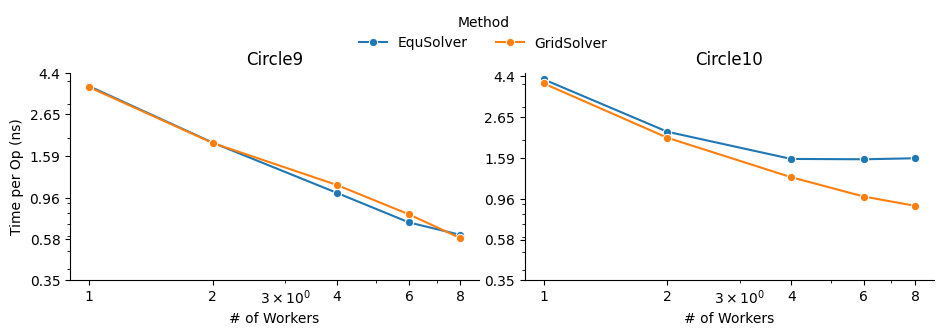 Method
EquSolver GridSolver
Circle9
Circle10
Time per Op (ns)
4.4
2.65
1.59
0.96
0.58
0.35
1 2 3 × 10⁰ 4 6 8
# of Workers
4.4
2.65
1.59
0.96
0.58
0.35
1 2 3 × 10⁰ 4 6 8
# of Workers